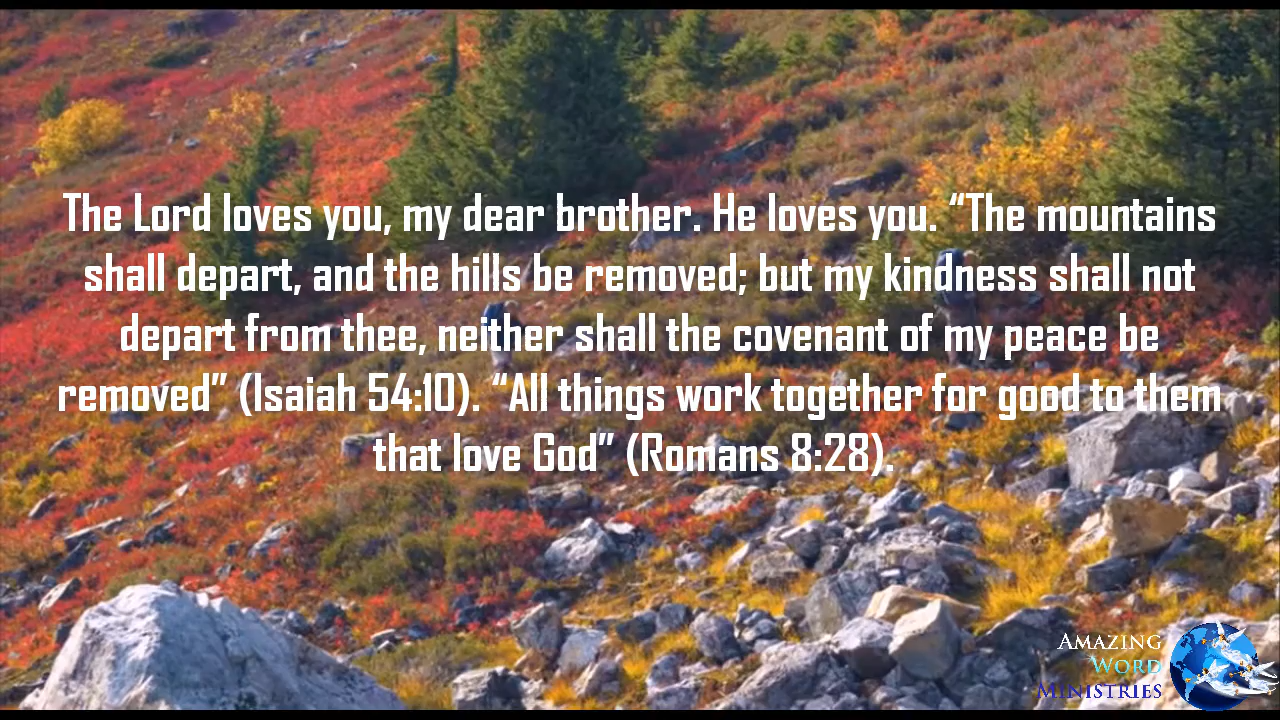 The Lord loves you, my dear brother. He loves you. “The mountains
shall depart, and the hills be removed; but my kindness shall not
depart from thee, neither shall the covenant of my peace be
removed” (Isaiah 54:10). “All things work together for good to them
that love God” (Romans 8:28).
Amazing
Word
Ministries